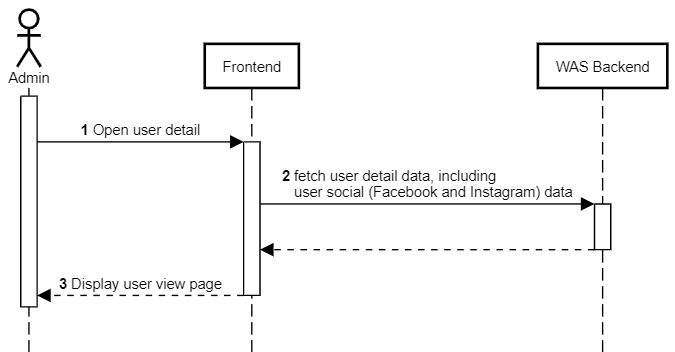 Admin
Frontend
WAS Backend
1 Open user detail
2 fetch user detail data, including
user social (Facebook and Instagram) data
3 Display user view page